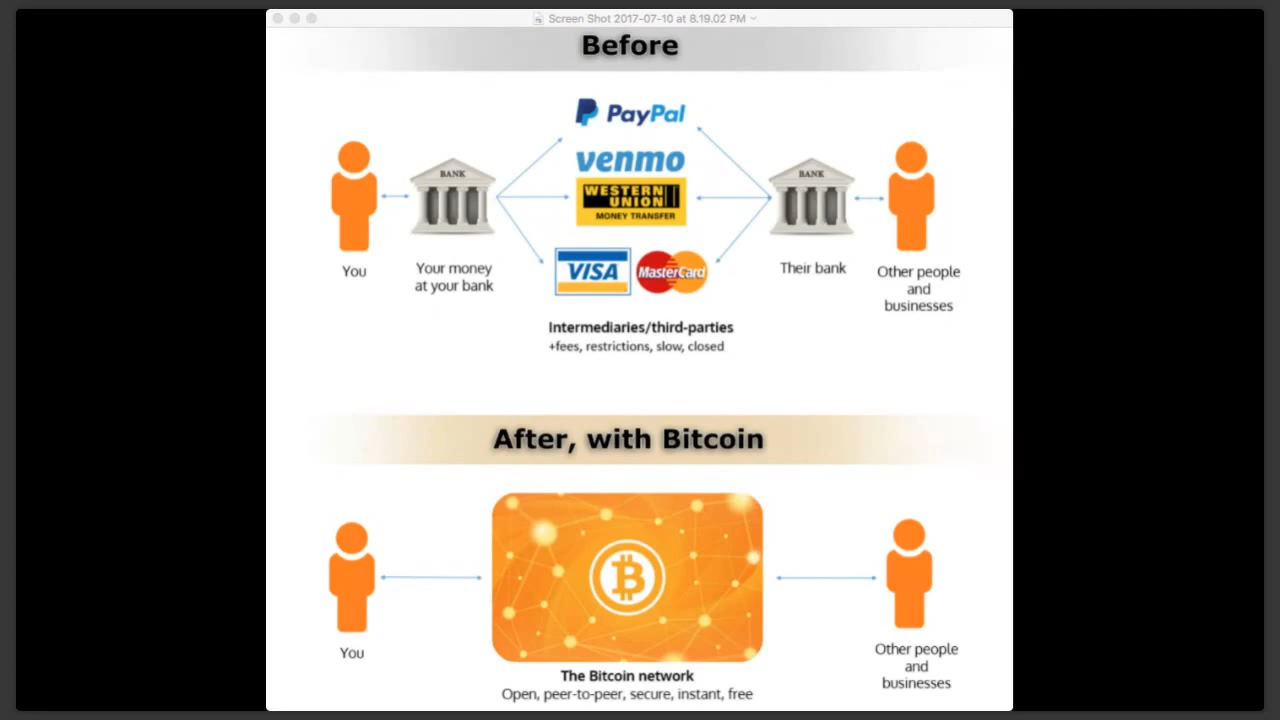 Screen Shot 2017-07-10 at 8.19.02 PM
Before
PayPal
venmo
BANK
BANK
WESTERN
UNION
MONEY TRANSFER
VISA
MasterCard
You
Your money
at your bank
Their bank
Other people
and
businesses
Intermediaries/third-parties
+fees, restrictions, slow, closed
After, with Bitcoin
You
Other people
and
businesses
The Bitcoin network
Open, peer-to-peer, secure, instant, free